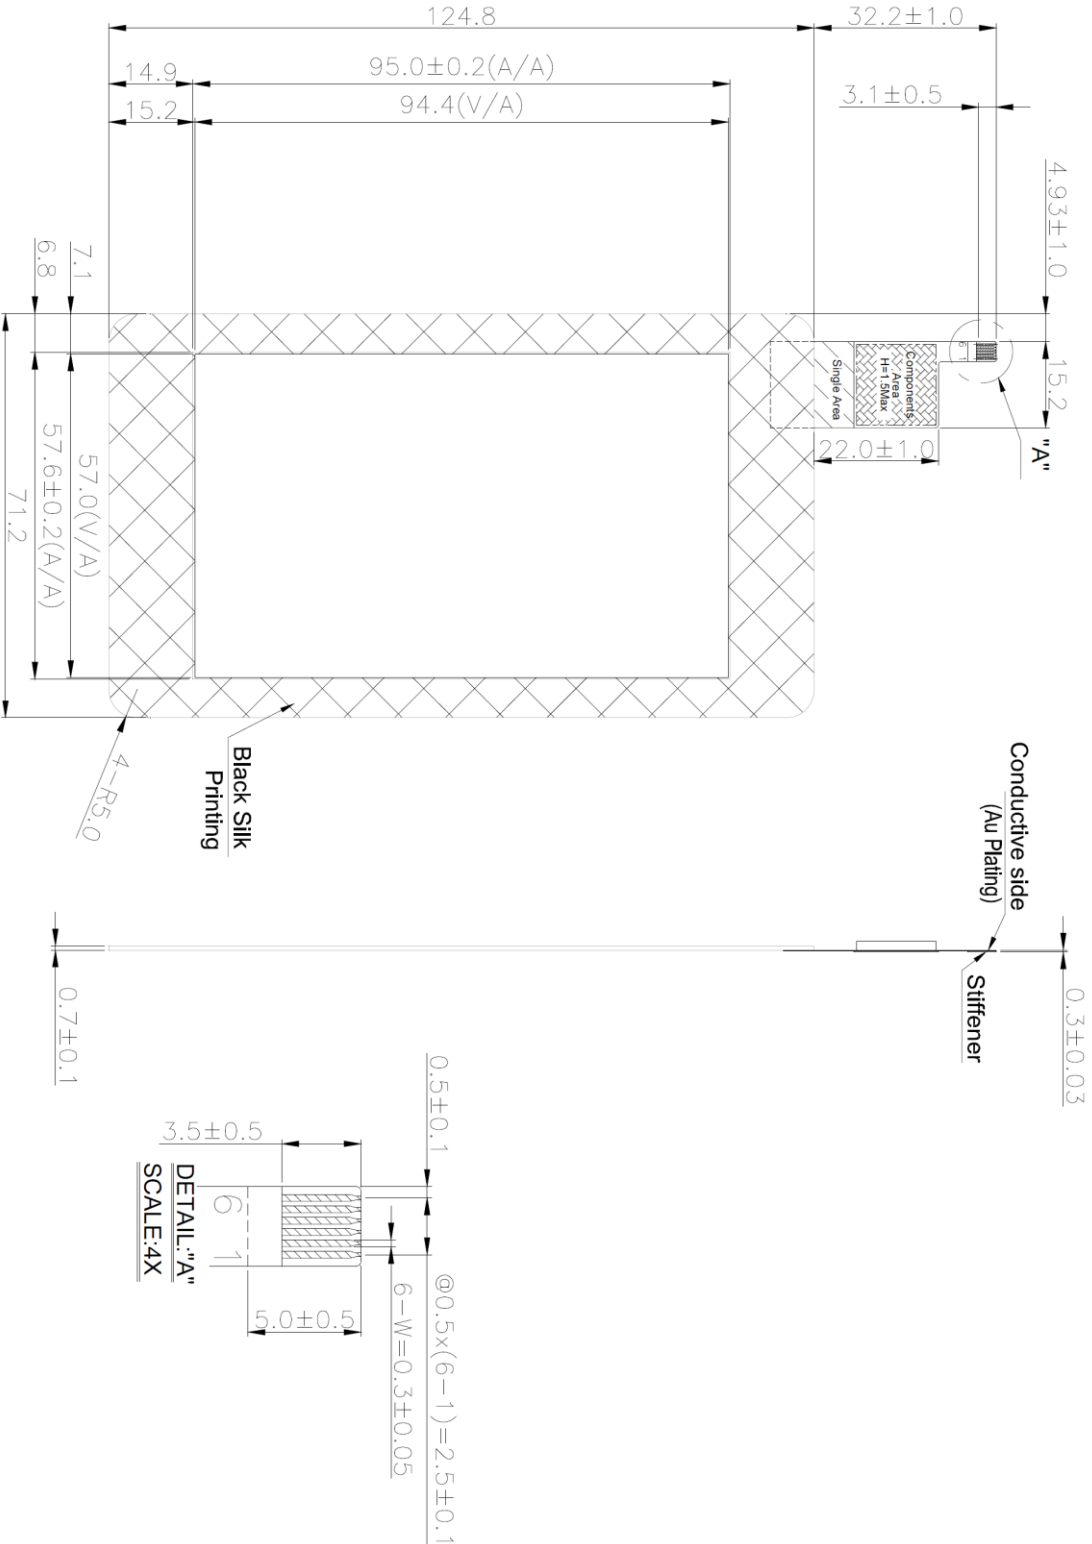 124.8
32.2±1.0
14.9
95.0±0.2(A/A)
3.1±0.5
15.2
94.4(V/A)
4.93±1.0
7.1
6.8
6 1
Components
Area
H=1.5Max
Single Area
15.2
"A"
22.0±1.0
57.0(V/A)
57.6±0.2(A/A)
71.2
Black Silk
Printing
4-R5.0
Conductive side
(Au Plating)
Stiffener
0.3±0.03
0.7±0.1
0.5±0.1
3.5±0.5
DETAIL:"A"
SCALE:4X
6 1
5.0±0.5
@0.5x(6-1)=2.5±0.1
6-W=0.3±0.05